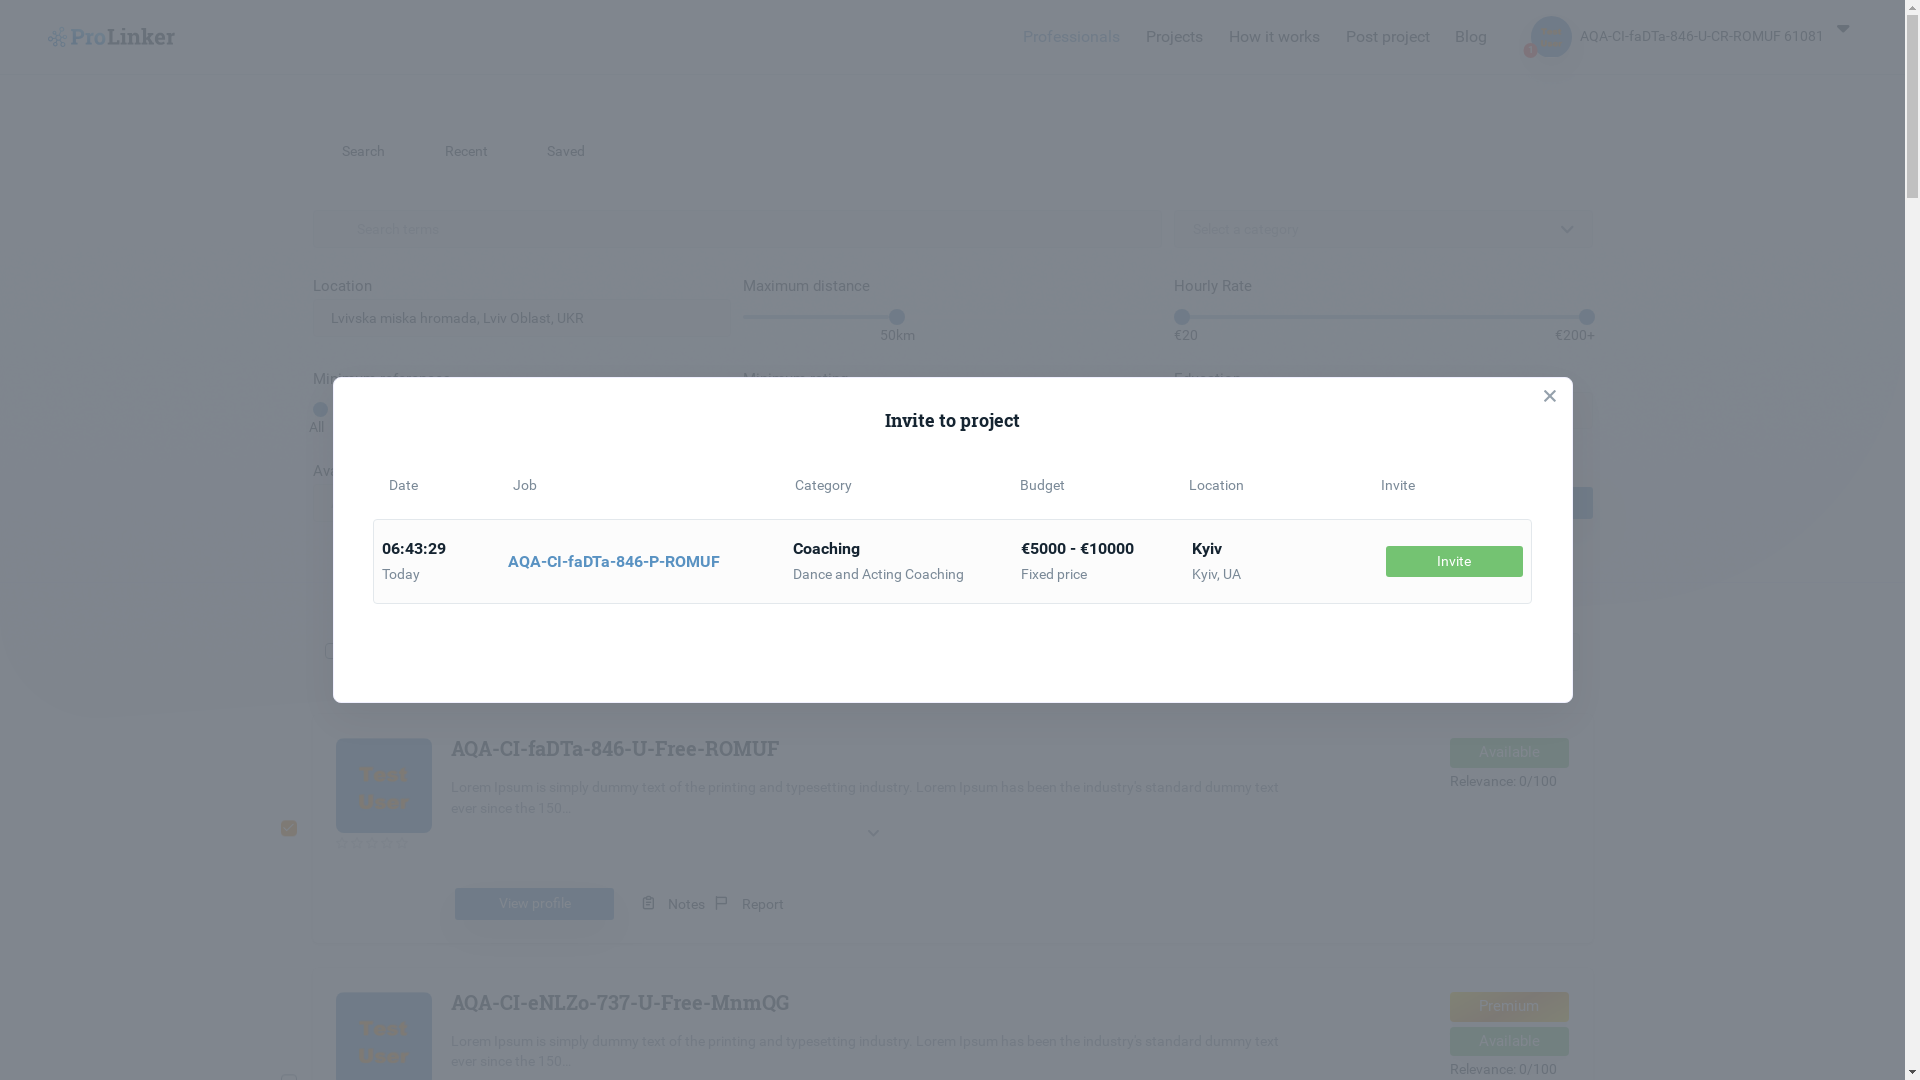 ProLinker
Professionals
Projects
How it works
Post project
Blog
AQA-CI-faDTa-846-U-CR-ROMUF 61081
Search
Recent
Saved
Search terms
Select a category
Location
Maximum distance
Hourly Rate
Lvivska miska hromada, Lviv Oblast, UKR
50km
€20
€200+
All
Invite to project
Date
Job
Category
Budget
Location
Invite
06:43:29
Today
AQA-CI-faDTa-846-P-ROMUF
Coaching
Dance and Acting Coaching
€5000 - €10000
Fixed price
Kyiv
Kyiv, UA
Invite
AQA-CI-faDTa-846-U-Free-ROMUF
Test
User
Lorem Ipsum is simply dummy text of the printing and typesetting industry. Lorem Ipsum has been the industry's standard dummy text
ever since the 150...
Available
Relevance: 0/100
View profile
Notes
Report
AQA-CI-eNLZo-737-U-Free-MnmQG
Test
User
Lorem Ipsum is simply dummy text of the printing and typesetting industry. Lorem Ipsum has been the industry's standard dummy text
ever since the 150...
Premium
Available
Relevance: 0/100